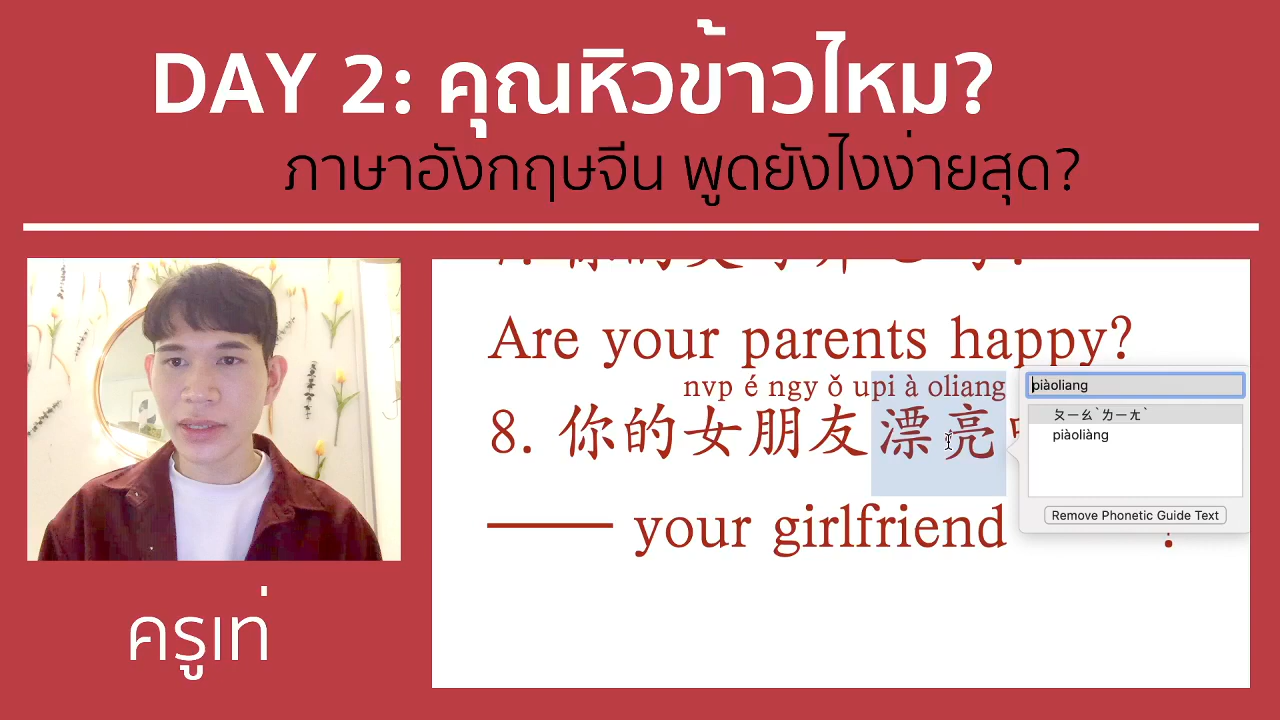 DAY 2: คุณหิวข้าวไหม?
ภาษาอังกฤษจีน พูดยังไงง่ายสุด?
Are your parents happy?
nvp é ngy ǒ upi à oliang
8. 你的女朋友漂亮
your girlfriend
piàoliang
ㄆㄧㄠˋㄌㄧㄤˋ
piàoliàng
Remove Phonetic Guide Text
ครูเท่